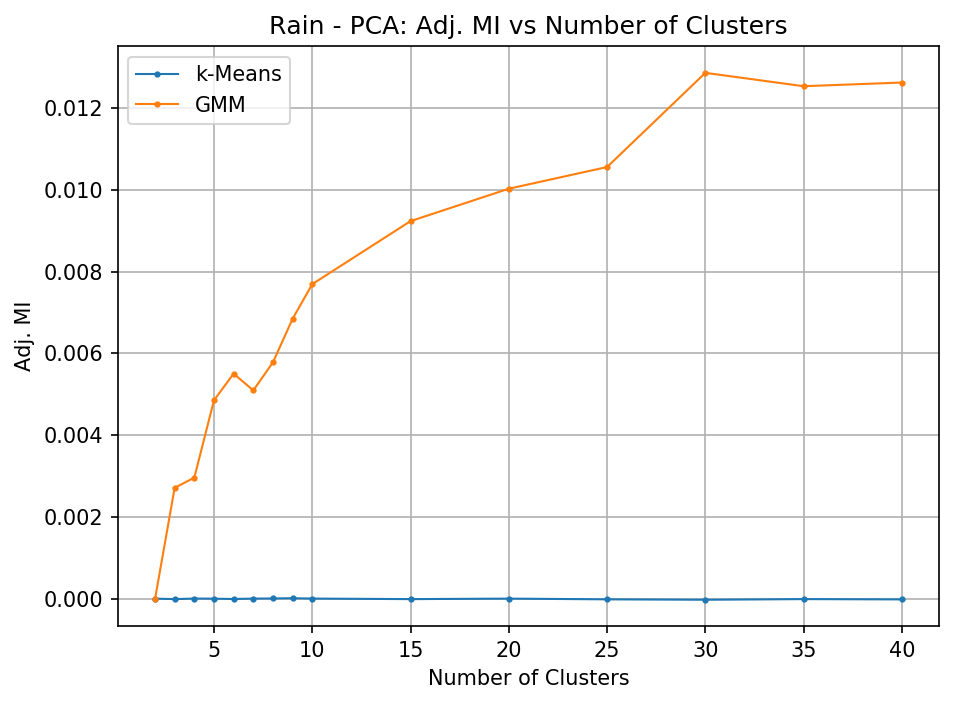 Rain - PCA: Adj. MI vs Number of Clusters
k-Means
GMM
0.012
0.010
0.008
0.006
0.004
0.002
0.000
Adj. MI
5 10 15 20 25 30 35 40
Number of Clusters